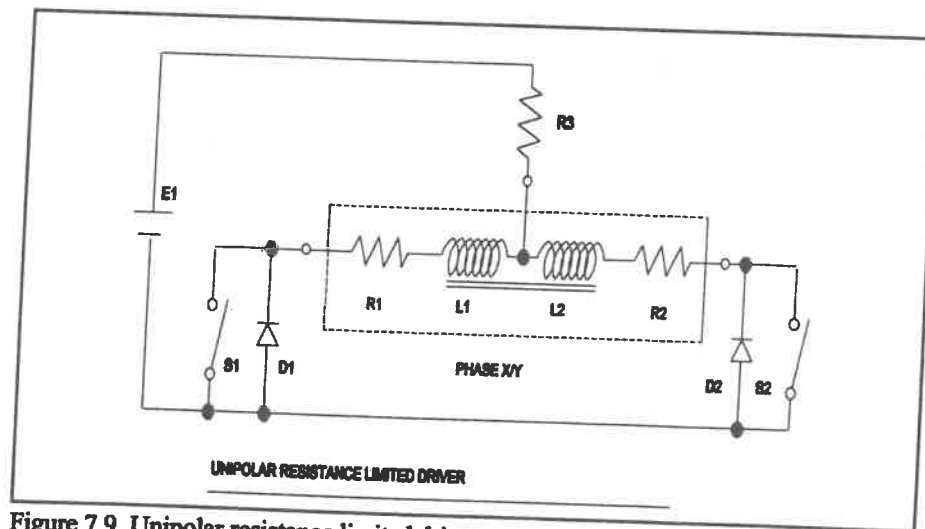 R3
E1
R1 L1 L2 R2
S1 D1 PHASE X/Y D2 S2
UNIPOLAR RESISTANCE LIMITED DRIVER
Figure 7.9 Unipolar resistance limited